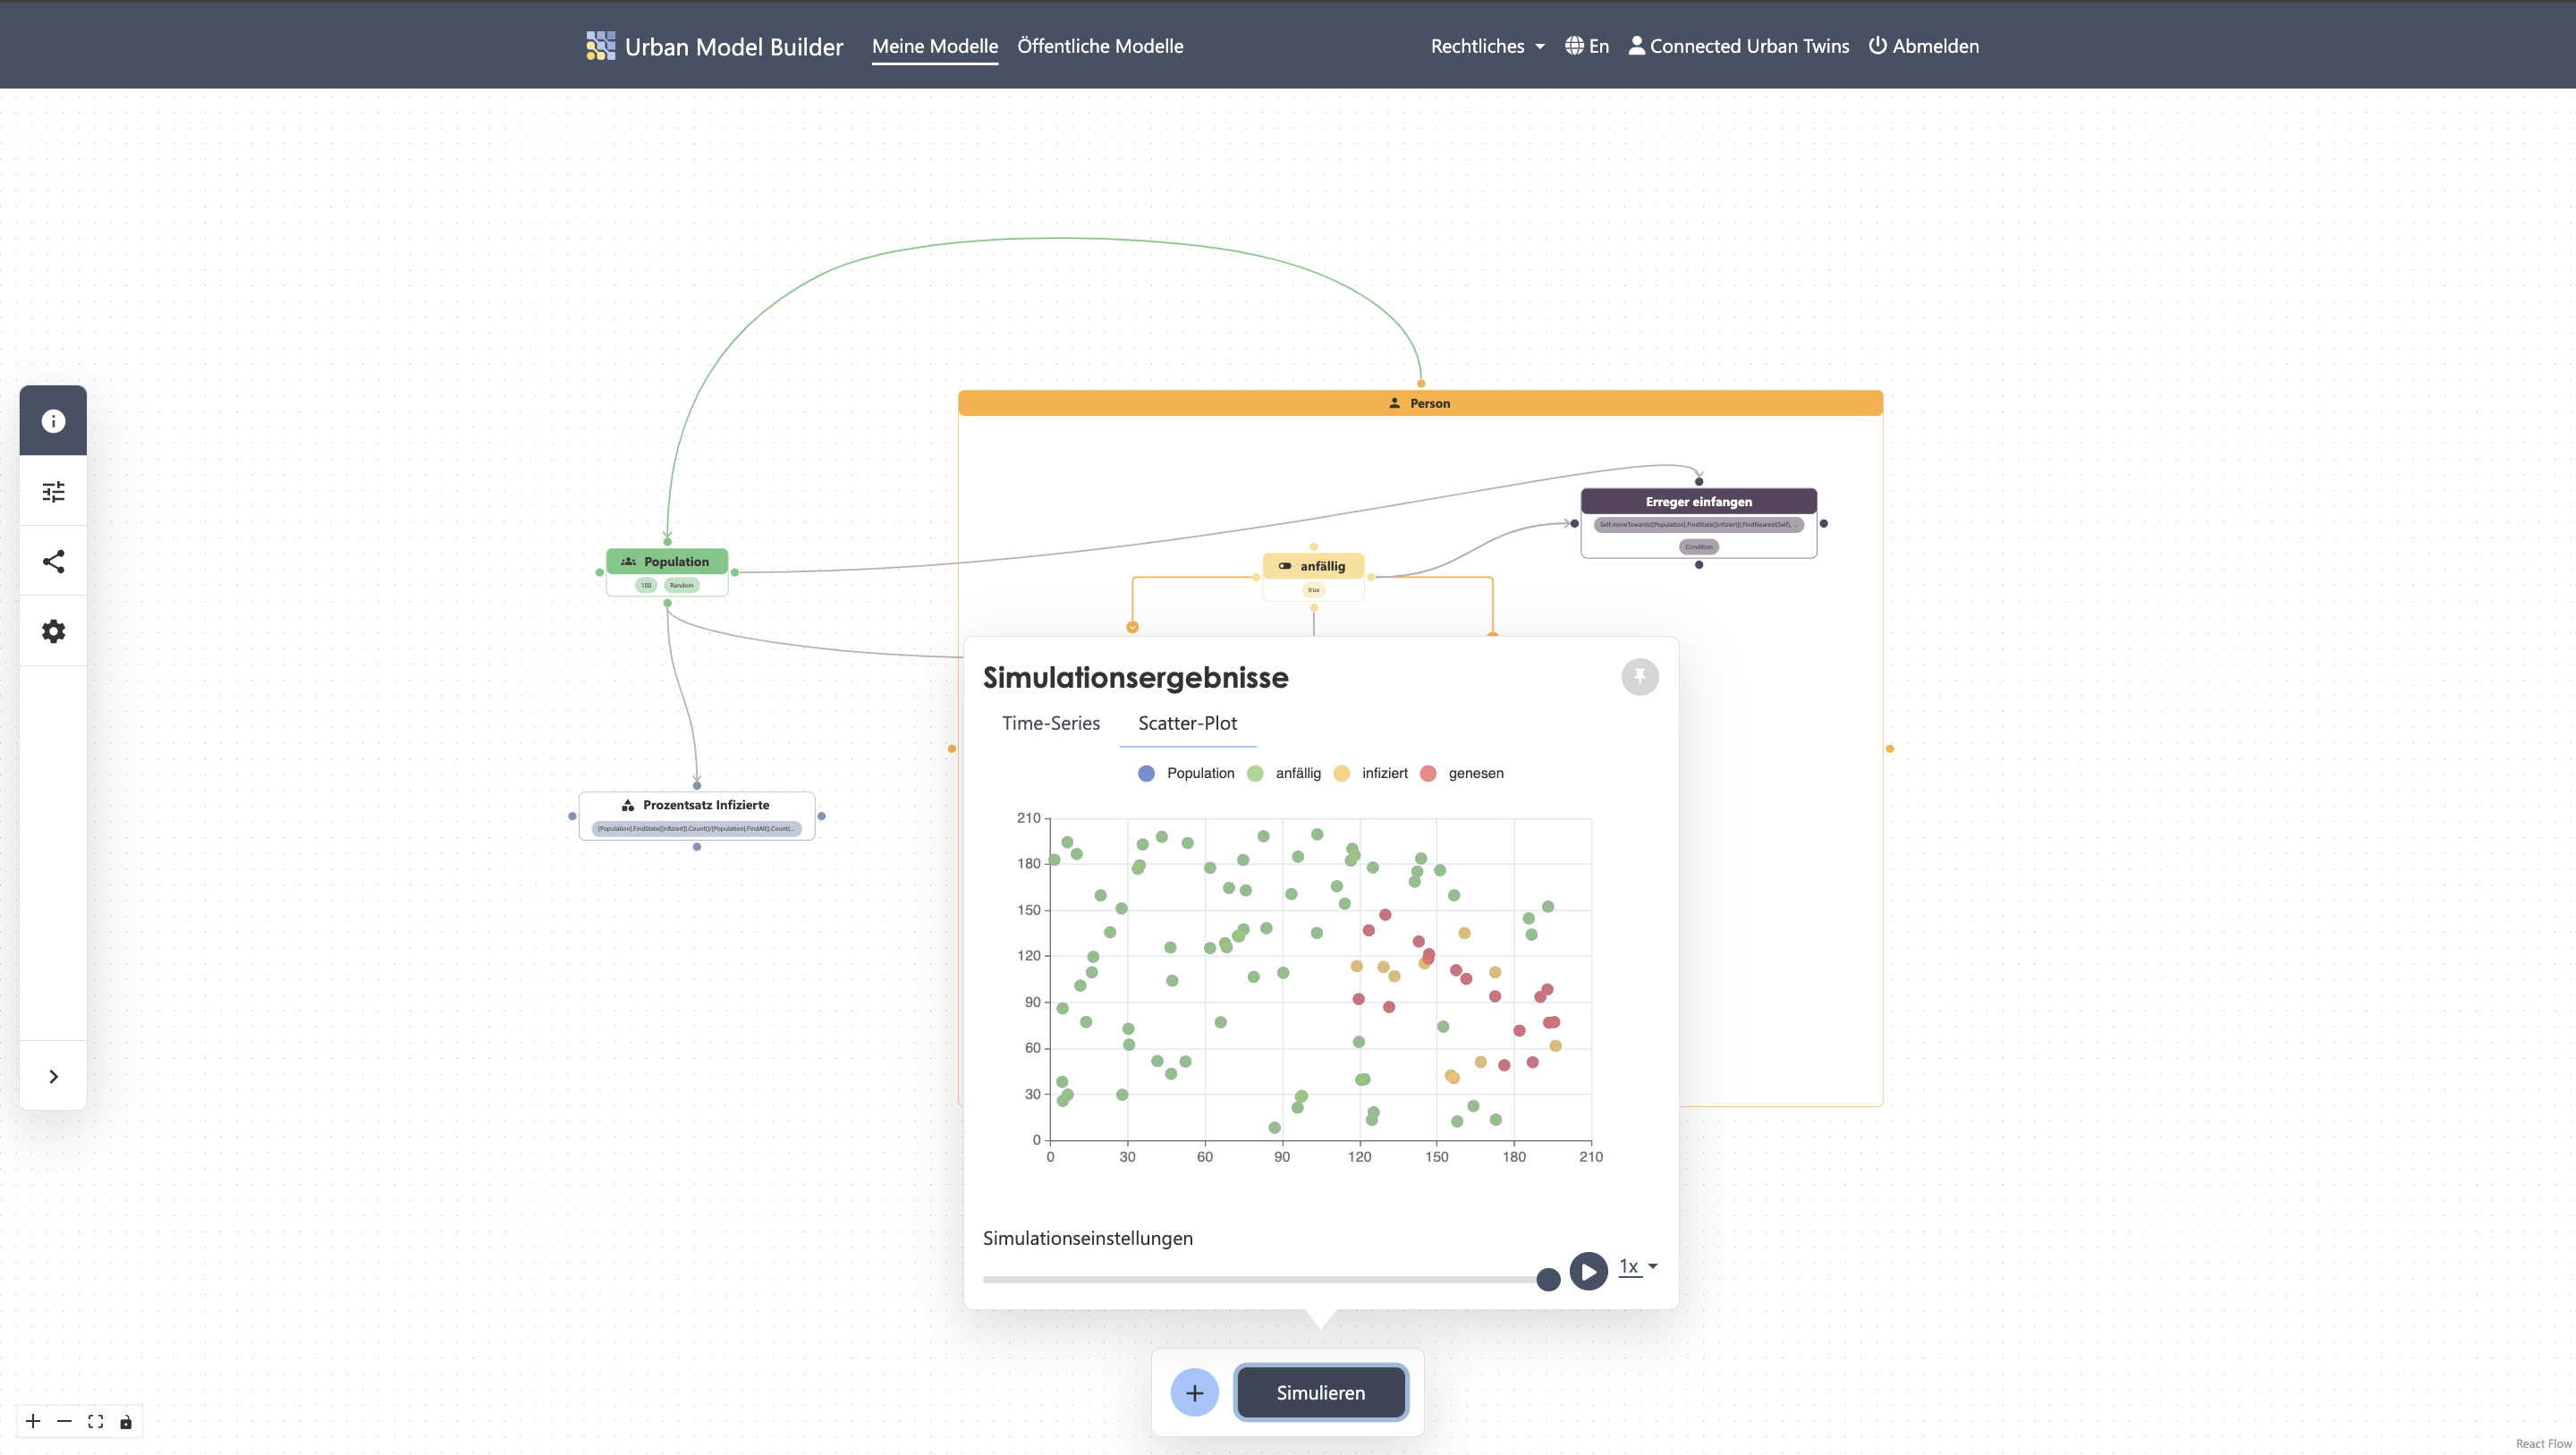 Urban Model Builder Meine Modelle Öffentliche Modelle Rechtliches En Connected Urban Twins Abmelden
Person
Erreger einfangen
Self.moveTowards([Population].FindState([infiziert]).FindNearest(Self), ...
Condition
Population
100 Random
anfällig
true
Simulationsergebnisse
Time-Series Scatter-Plot
Population anfällig infiziert genesen
Prozentsatz Infizierte
[Population].FindState([infiziert]).Count()/[Population].FindAll().Count(...
210
180
150
120
90
60
30
0
0 30 60 90 120 150 180 210
Simulationseinstellungen
1x
Simulieren
React Flow